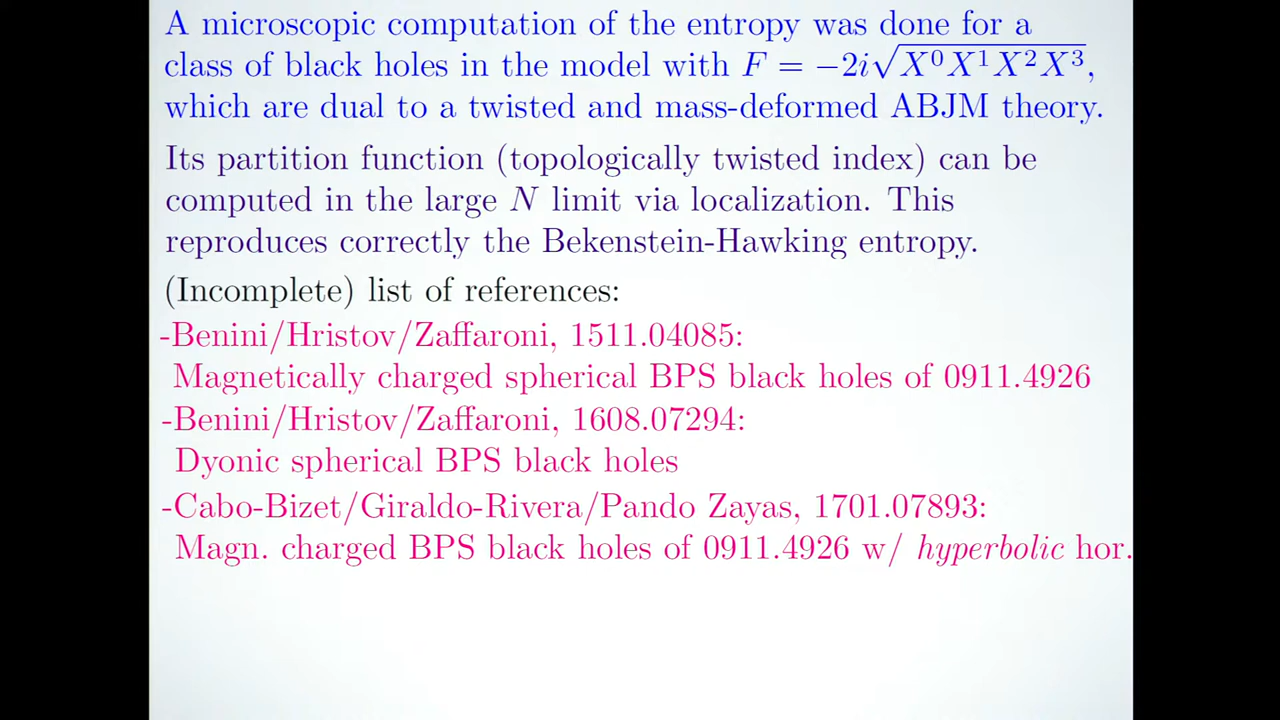 A microscopic computation of the entropy was done for a
class of black holes in the model with F = −2i√X⁰X¹X²X³,
which are dual to a twisted and mass-deformed ABJM theory.
Its partition function (topologically twisted index) can be
computed in the large N limit via localization. This
reproduces correctly the Bekenstein-Hawking entropy.
(Incomplete) list of references:
-Benini/Hristov/Zaffaroni, 1511.04085:
Magnetically charged spherical BPS black holes of 0911.4926
-Benini/Hristov/Zaffaroni, 1608.07294:
Dyonic spherical BPS black holes
-Cabo-Bizet/Giraldo-Rivera/Pando Zayas, 1701.07893:
Magn. charged BPS black holes of 0911.4926 w/ hyperbolic hor.